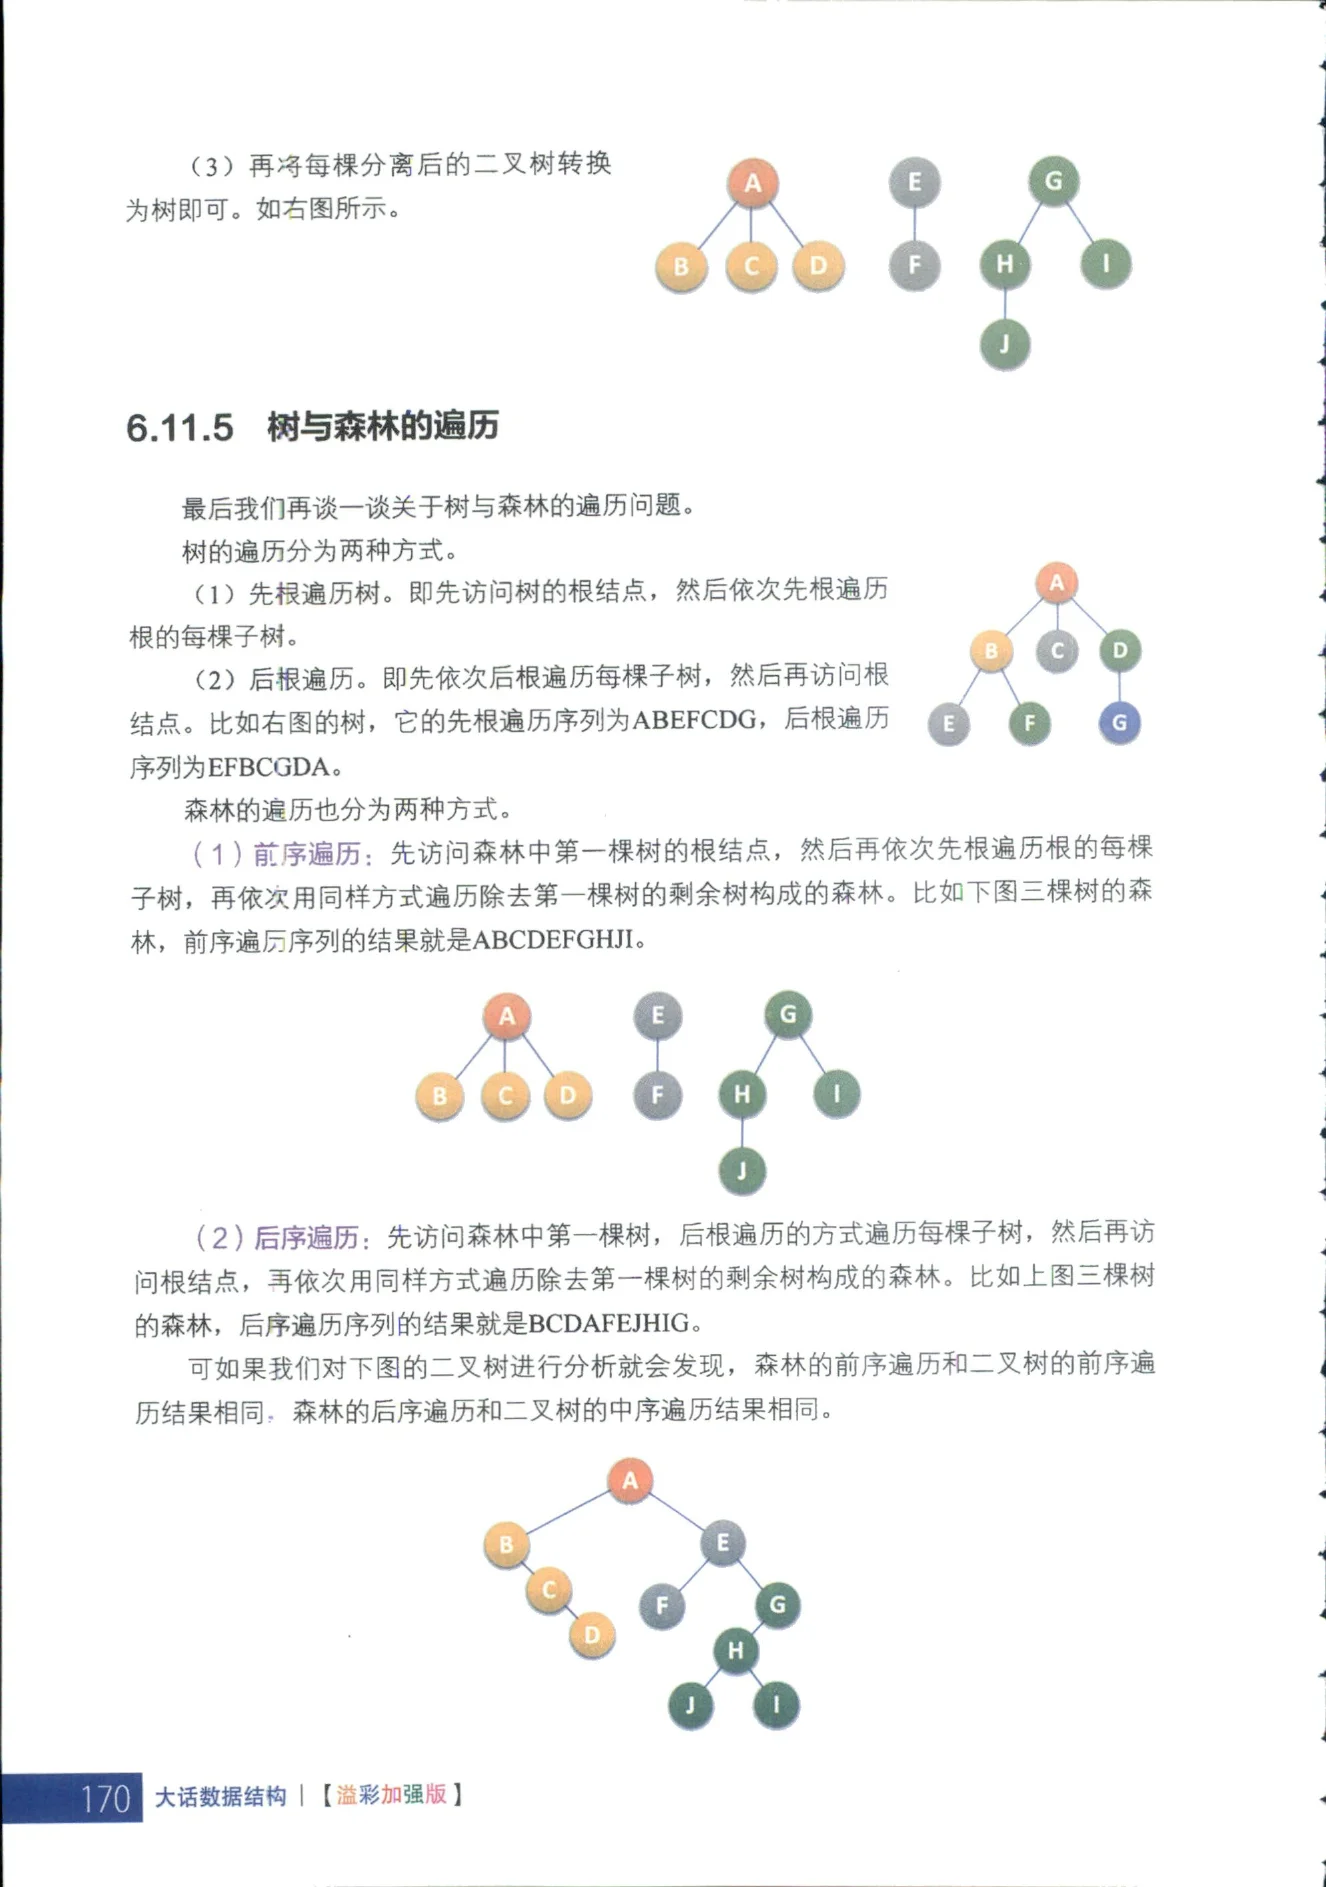 （3）再将每棵分离后的二叉树转换
为树即可。如右图所示。
A E G
B C D F H I
J
6.11.5 树与森林的遍历
最后我们再谈一谈关于树与森林的遍历问题。
树的遍历分为两种方式。
（1）先根遍历树。即先访问树的根结点，然后依次先根遍历
根的每棵子树。
（2）后根遍历。即先依次后根遍历每棵子树，然后再访问根
结点。比如右图的树，它的先根遍历序列为ABEFCDG，后根遍历
序列为EFBCGDA。
A
B C D
E F G
森林的遍历也分为两种方式。
（1）前序遍历：先访问森林中第一棵树的根结点，然后再依次先根遍历根的每棵
子树，再依次用同样方式遍历除去第一棵树的剩余树构成的森林。比如下图三棵树的森
林，前序遍历序列的结果就是ABCDEFGHJI。
A E G
B C D F H I
J
（2）后序遍历：先访问森林中第一棵树，后根遍历的方式遍历每棵子树，然后再访
问根结点，再依次用同样方式遍历除去第一棵树的剩余树构成的森林。比如上图三棵树
的森林，后序遍历序列的结果就是BCDAFEJHIG。
可如果我们对下图的二叉树进行分析就会发现，森林的前序遍历和二叉树的前序遍
历结果相同，森林的后序遍历和二叉树的中序遍历结果相同。
A
B E
C F G
D H
J I
170 大话数据结构 | 【溢彩加强版】